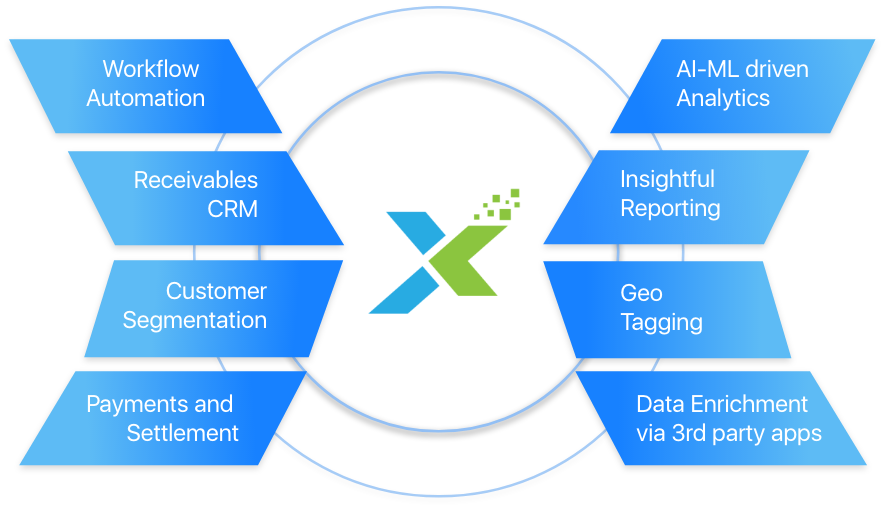 Workflow
Automation
Receivables
CRM
Customer
Segmentation
Payments and
Settlement
AI-ML driven
Analytics
Insightful
Reporting
Geo
Tagging
Data Enrichment
via 3rd party apps